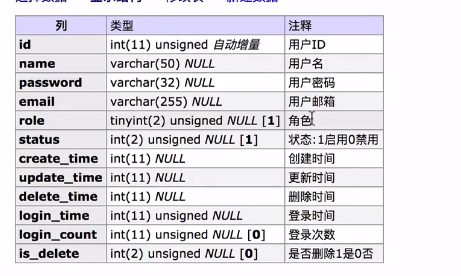 列 类型 注释
id int(11) unsigned 自动增量 用户ID
name varchar(50) NULL 用户名
password varchar(32) NULL 用户密码
email varchar(255) NULL 用户邮箱
role tinyint(2) unsigned NULL [1] 角色
status int(2) unsigned NULL [1] 状态:1启用0禁用
create_time int(11) NULL 创建时间
update_time int(11) NULL 更新时间
delete_time int(11) NULL 删除时间
login_time int(11) unsigned NULL 登录时间
login_count int(11) unsigned NULL [0] 登录次数
is_delete int(2) unsigned NULL [0] 是否删除1是0否